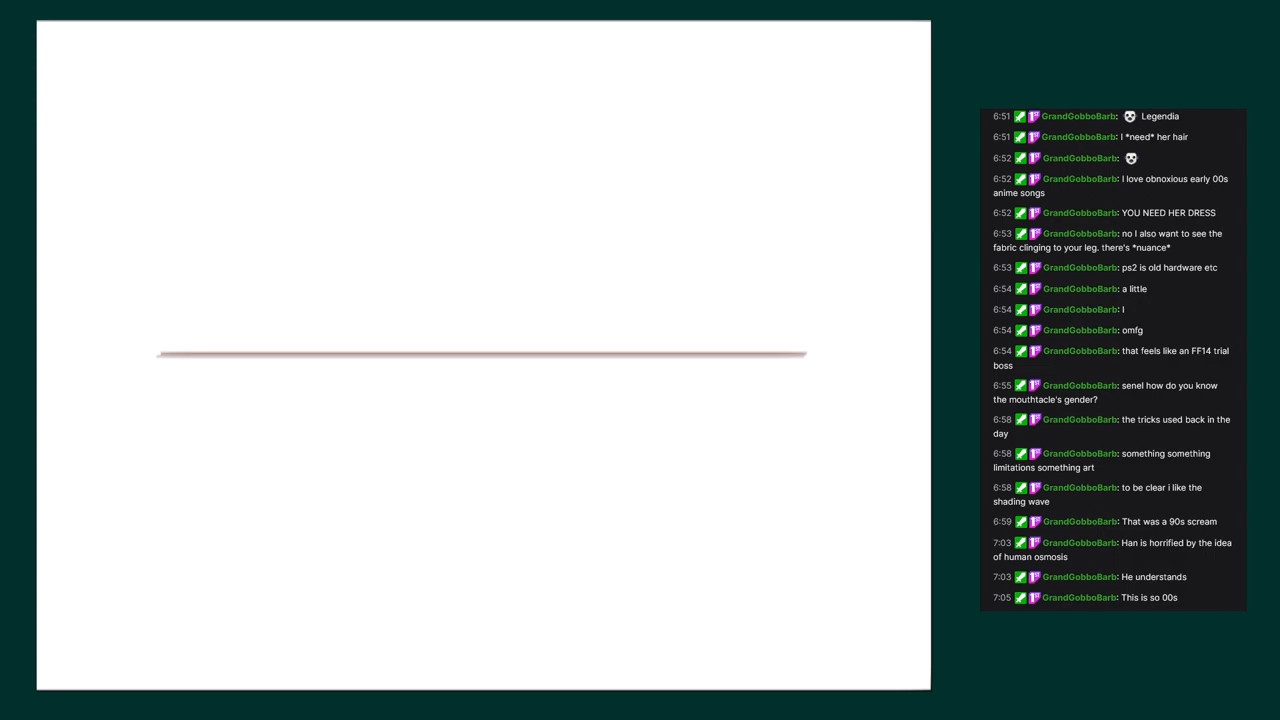 6:51 GrandGobboBarb: Legendia
6:51 GrandGobboBarb: I *need* her hair
6:52 GrandGobboBarb:
6:52 GrandGobboBarb: I love obnoxious early 00s
anime songs
6:52 GrandGobboBarb: YOU NEED HER DRESS
6:53 GrandGobboBarb: no I also want to see the
fabric clinging to your leg. there's *nuance*
6:53 GrandGobboBarb: ps2 is old hardware etc
6:54 GrandGobboBarb: a little
6:54 GrandGobboBarb: I
6:54 GrandGobboBarb: omfg
6:54 GrandGobboBarb: that feels like an FF14 trial
boss
6:55 GrandGobboBarb: senel how do you know
the mouthtacle's gender?
6:58 GrandGobboBarb: the tricks used back in the
day
6:58 GrandGobboBarb: something something
limitations something art
6:58 GrandGobboBarb: to be clear i like the
shading wave
6:59 GrandGobboBarb: That was a 90s scream
7:03 GrandGobboBarb: Han is horrified by the idea
of human osmosis
7:03 GrandGobboBarb: He understands
7:05 GrandGobboBarb: This is so 00s